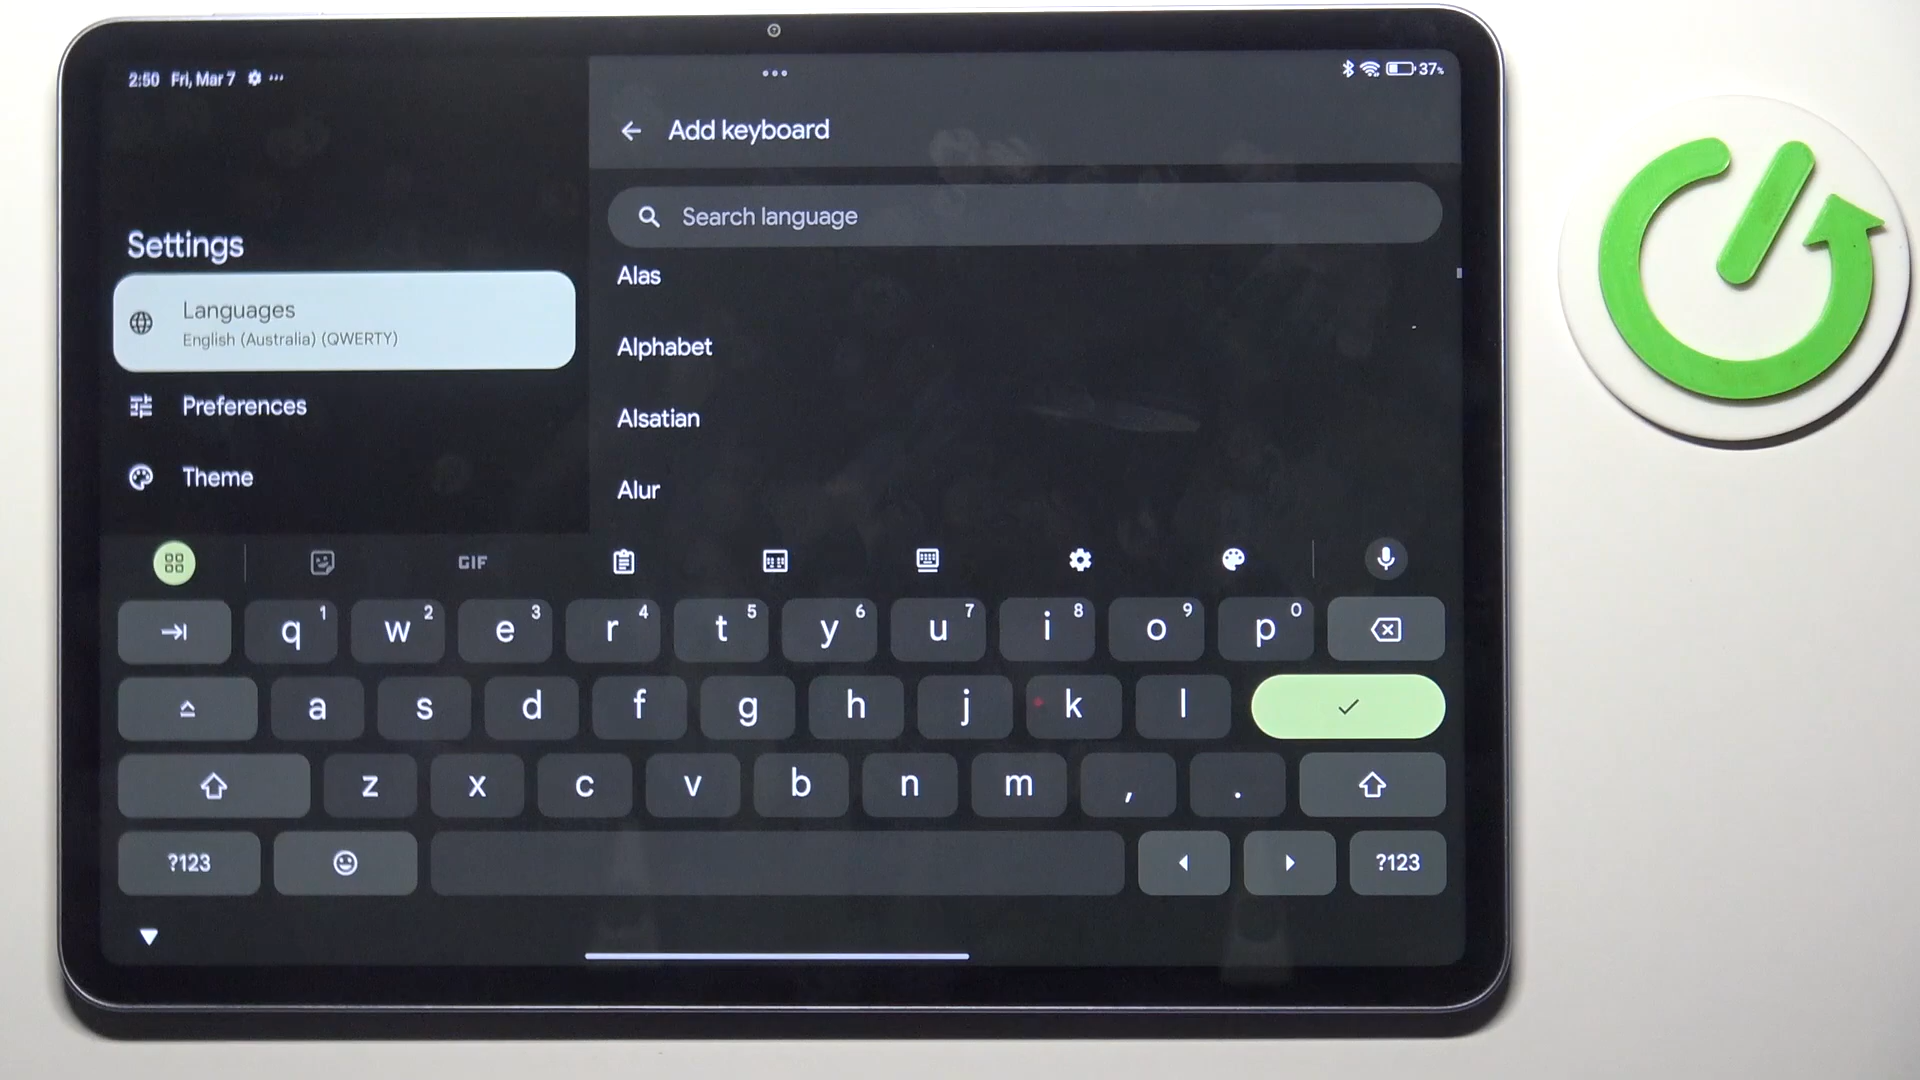 2:50 Fri, Mar 7
37%
Add keyboard
Search language
Settings
Languages
English (Australia) (QWERTY)
Preferences
Theme
Alas
Alphabet
Alsatian
Alur
GIF
q 1 w 2 e 3 r 4 t 5 y 6 u 7 i 8 o 9 p 0
a s d f g h j k l
z x c v b n m , .
?123 ?123